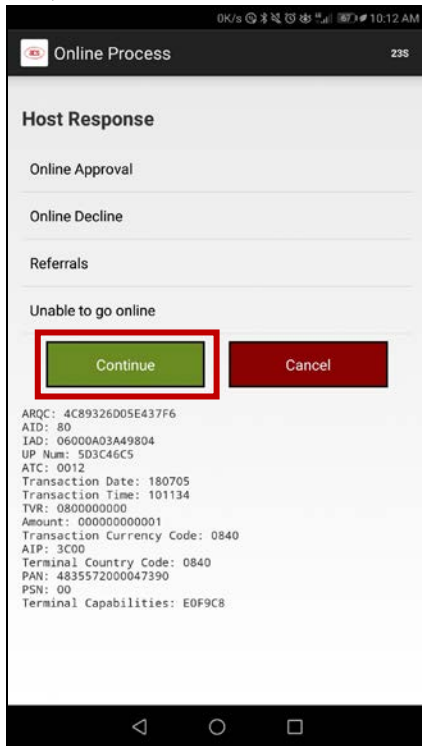 0K/s 67 10:12 AM
ACS Online Process 23S
Host Response
Online Approval
Online Decline
Referrals
Unable to go online
Continue Cancel
ARQC: 4C89326D05E437F6
AID: 80
IAD: 06000A03A49804
UP Num: 5D3C46C5
ATC: 0012
Transaction Date: 180705
Transaction Time: 101134
TVR: 0800000000
Amount: 000000000001
Transaction Currency Code: 0840
AIP: 3C00
Terminal Country Code: 0840
PAN: 4835572000047390
PSN: 00
Terminal Capabilities: E0F9C8